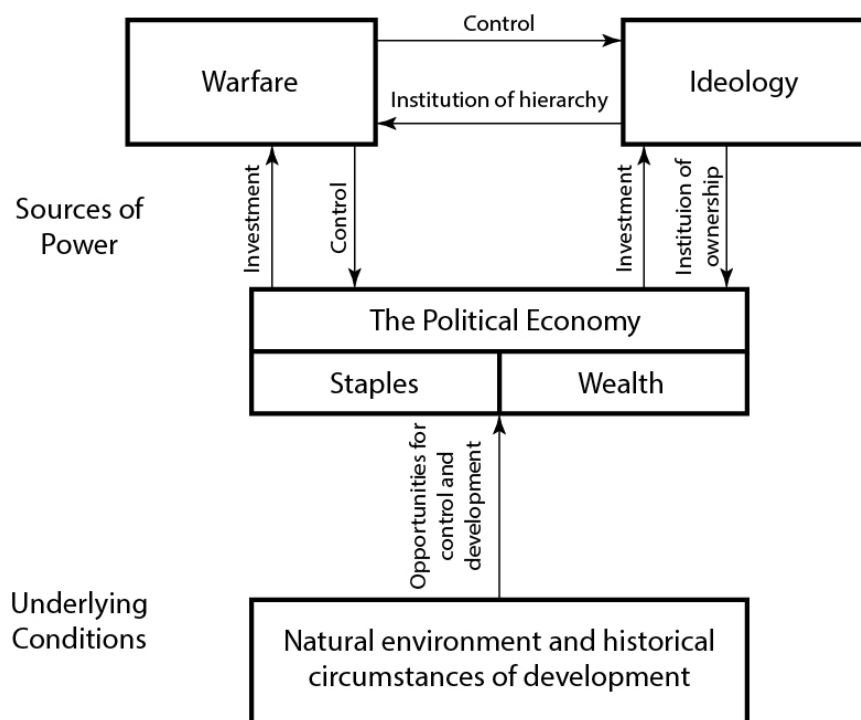 Control
Warfare
Ideology
Institution of hierarchy
Sources of
Power
Investment
Control
Investment
Instituion of
ownership
The Political Economy
Staples
Wealth
Opportunities for
control and
development
Underlying
Conditions
Natural environment and historical
circumstances of development